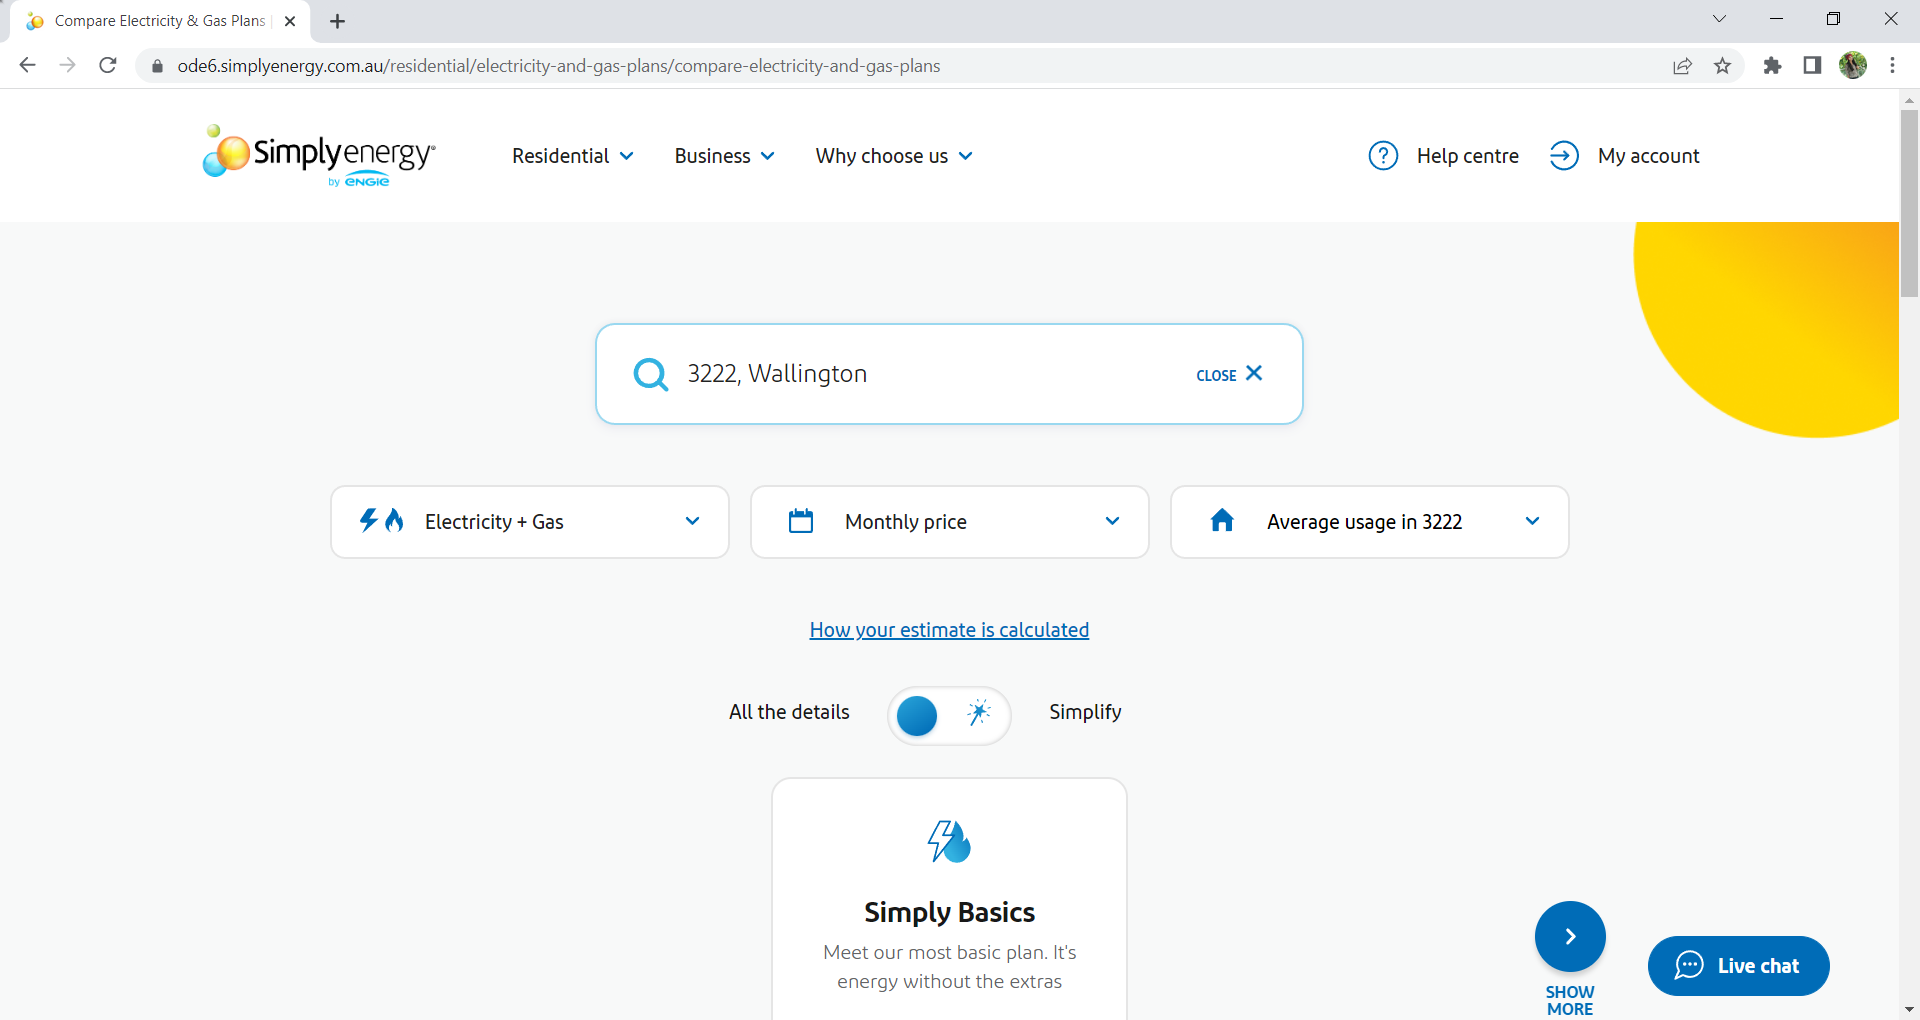 Compare Electricity & Gas Plans
ode6.simplyenergy.com.au/residential/electricity-and-gas-plans/compare-electricity-and-gas-plans
Simplyenergy
by ENGIE
Residential
Business
Why choose us
Help centre
My account
3222, Wallington
CLOSE
Electricity + Gas
Monthly price
Average usage in 3222
How your estimate is calculated
All the details
Simplify
Simply Basics
Meet our most basic plan. It's
energy without the extras
SHOW
MORE
Live chat